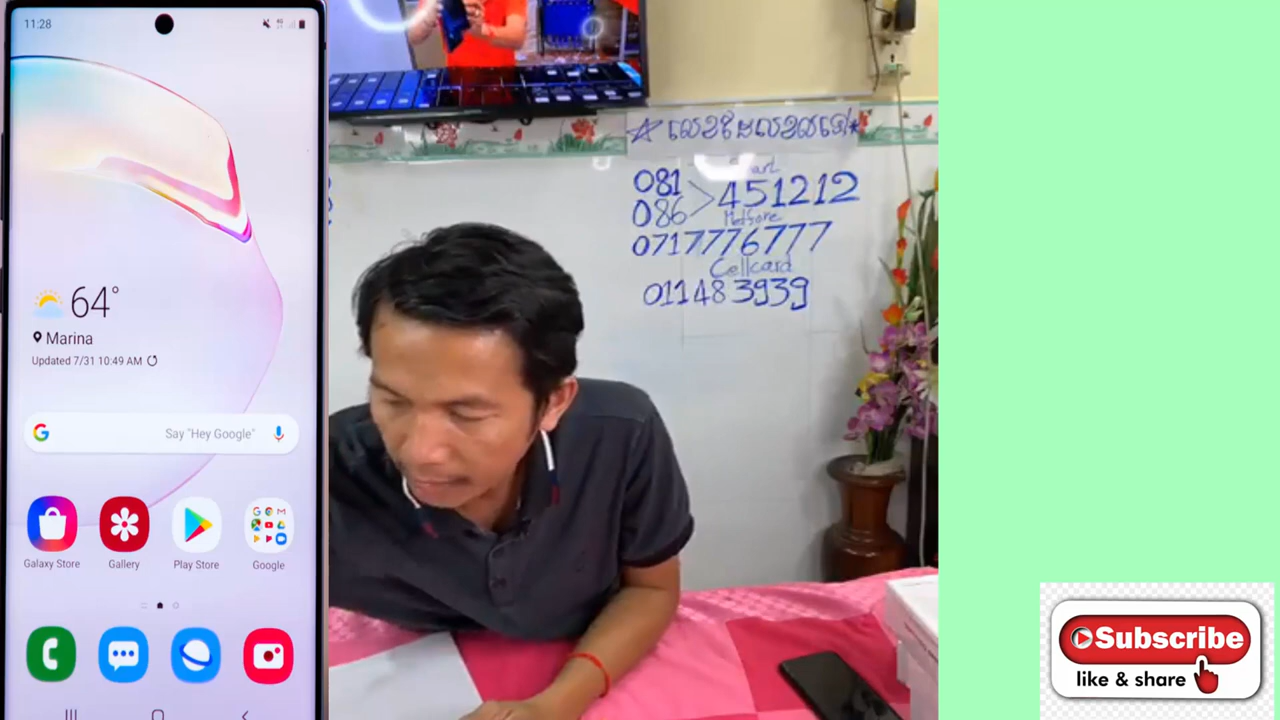 11:28
64°
Marina
Updated 7/31 10:49 AM
Say "Hey Google"
Galaxy Store
Gallery
Play Store
Google
081
086 > 451212
Metfone
0717776777
Cellcard
011483939
Subscribe
like & share